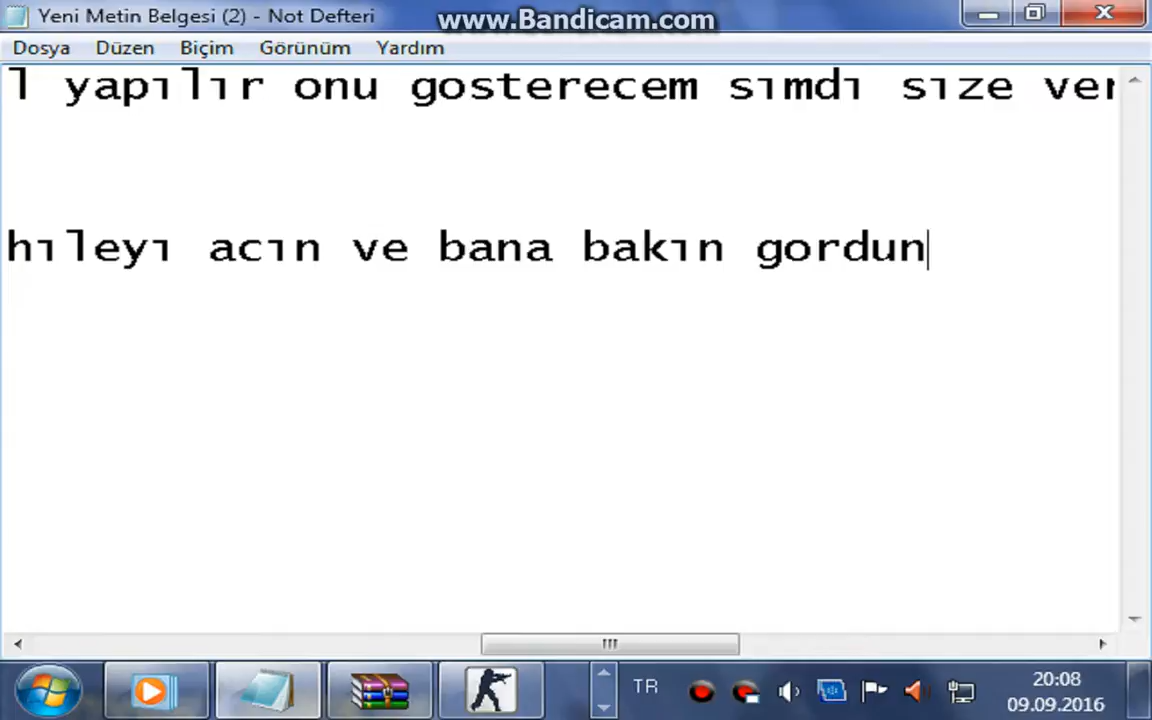 Yeni Metin Belgesi (2) - Not Defteri
www.Bandicam.com
Dosya Düzen Biçim Görünüm Yardım
l yapılır onu gosterecem sımdı sıze ver
hıleyı acın ve bana bakın gordun
TR
20:08
09.09.2016